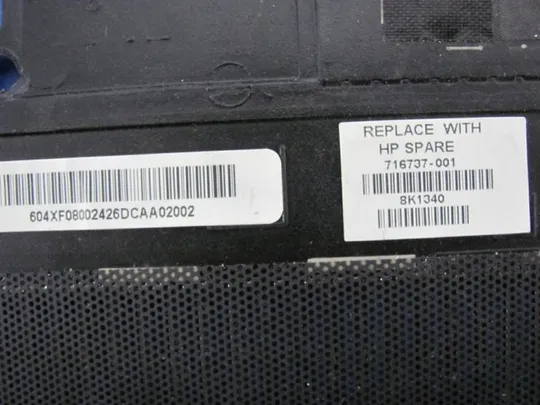 604XF08002426DCAA02002
REPLACE WITH
HP SPARE
716737-001
8K1340